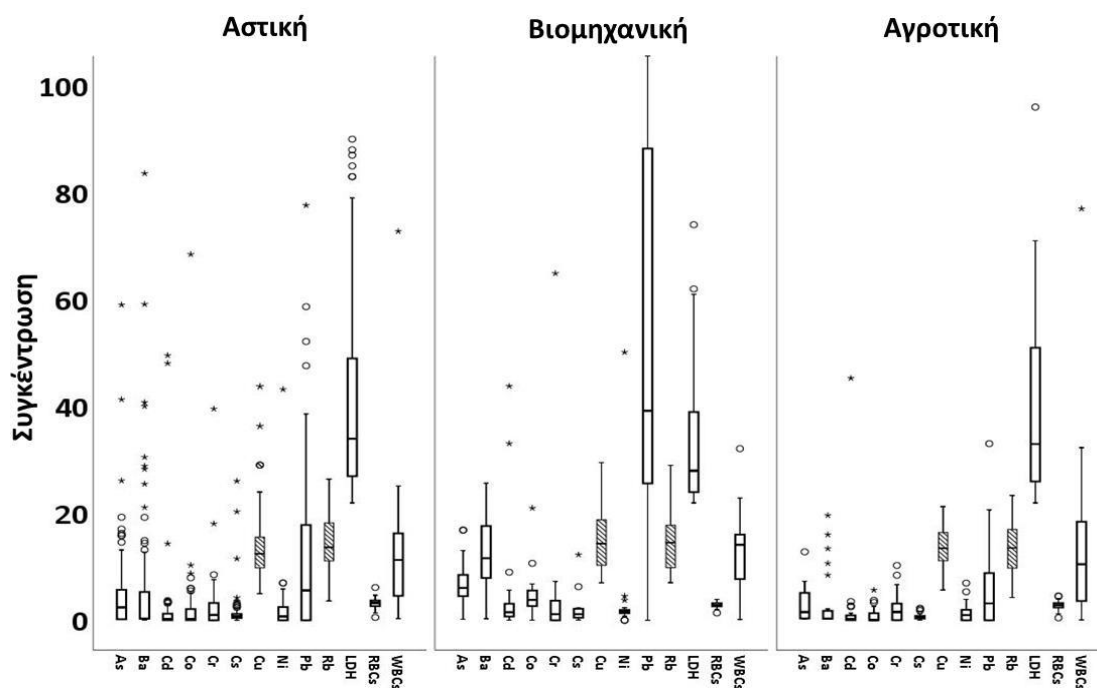 Αστική Βιομηχανική Αγροτική
Συγκέντρωση
100
80
60
40
20
0
As Ba Cd Co Cr Cs Cu Ni Pb Rb LDH RBCs WBCs
As Ba Cd Co Cr Cs Cu Ni Pb Rb LDH RBCs WBCs
As Ba Cd Co Cr Cs Cu Ni Pb Rb LDH RBCs WBCs